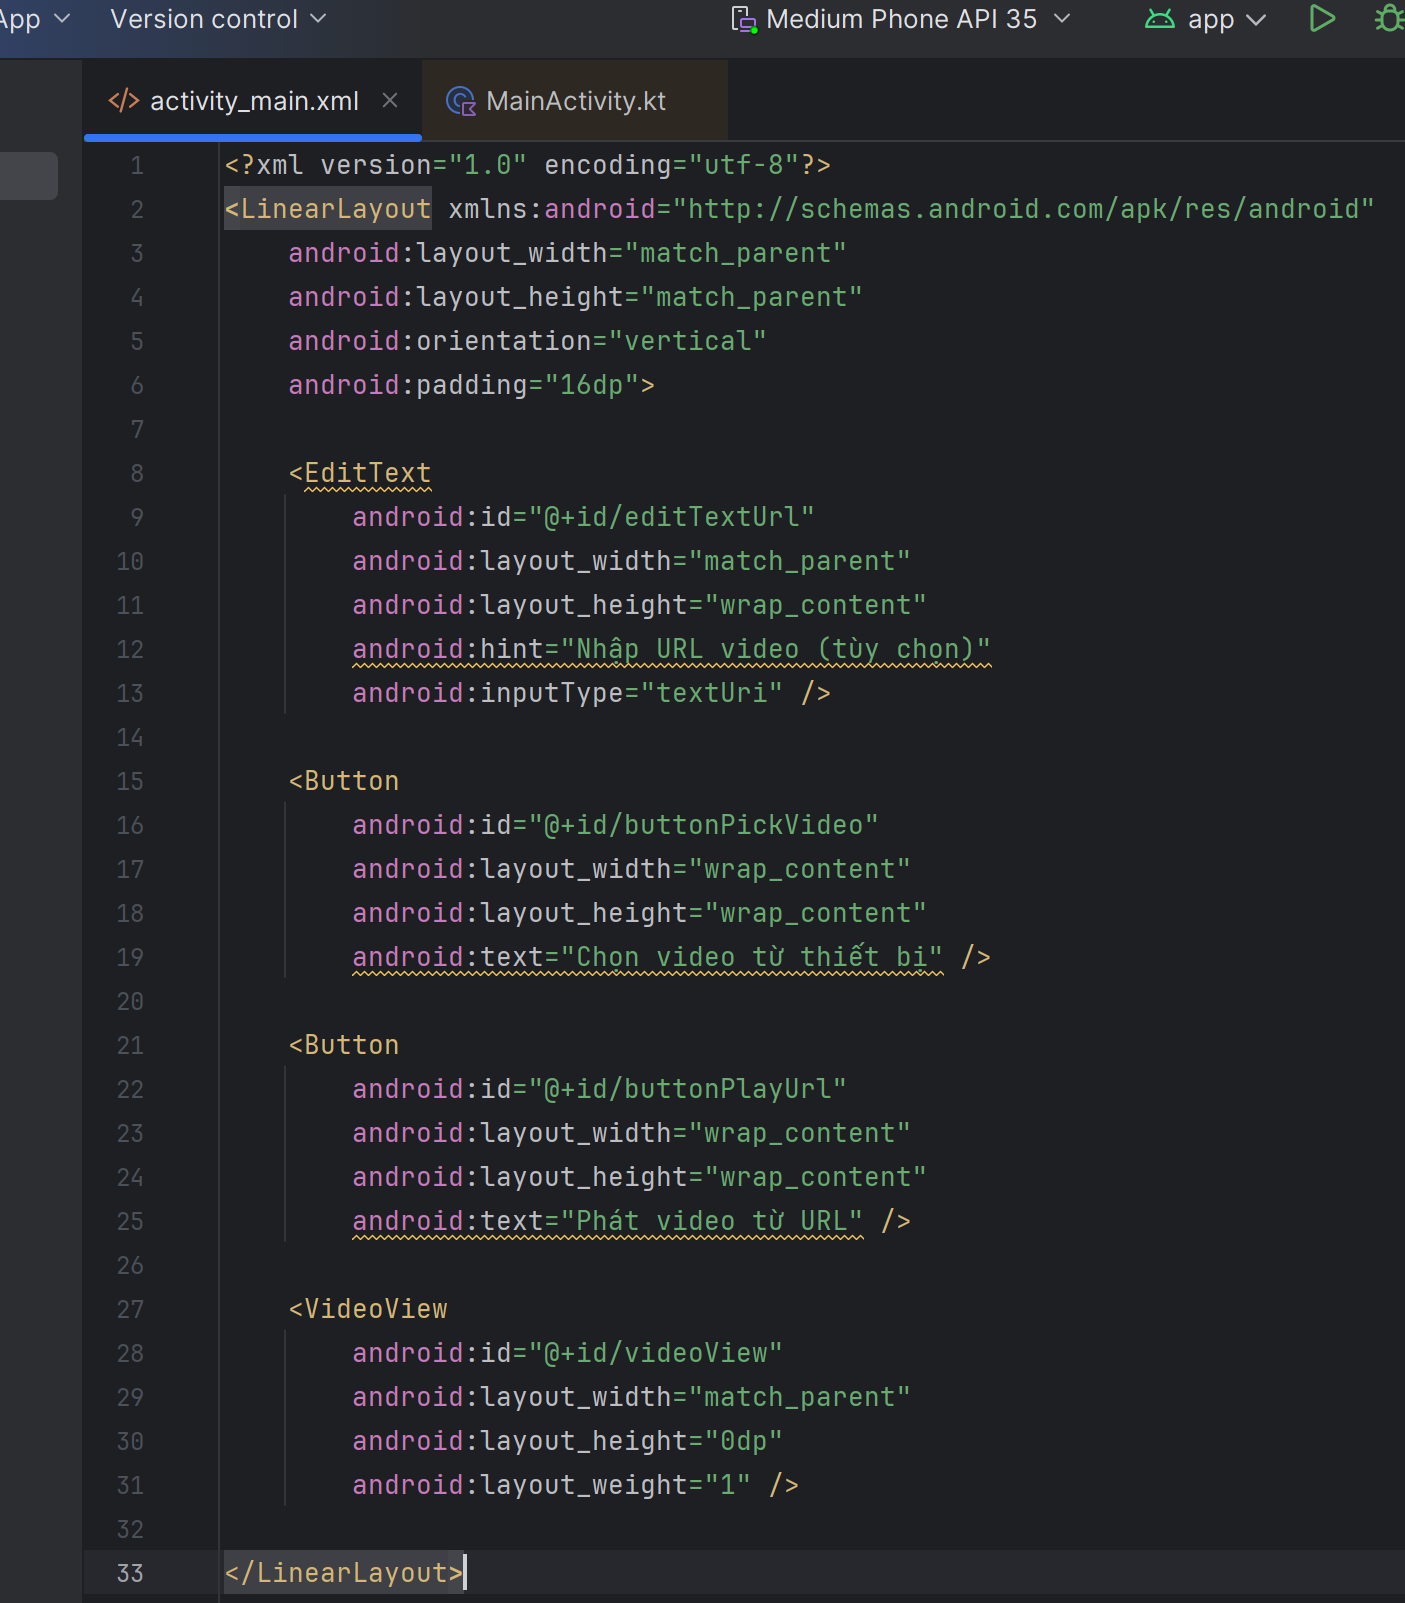 App
Version control
Medium Phone API 35
app
activity_main.xml
MainActivity.kt
1 <?xml version="1.0" encoding="utf-8"?>
2 <LinearLayout xmlns:android="http://schemas.android.com/apk/res/android"
3 android:layout_width="match_parent"
4 android:layout_height="match_parent"
5 android:orientation="vertical"
6 android:padding="16dp">
7
8 <EditText
9 android:id="@+id/editTextUrl"
10 android:layout_width="match_parent"
11 android:layout_height="wrap_content"
12 android:hint="Nhập URL video (tùy chọn)"
13 android:inputType="textUri" />
14
15 <Button
16 android:id="@+id/buttonPickVideo"
17 android:layout_width="wrap_content"
18 android:layout_height="wrap_content"
19 android:text="Chọn video từ thiết bị" />
20
21 <Button
22 android:id="@+id/buttonPlayUrl"
23 android:layout_width="wrap_content"
24 android:layout_height="wrap_content"
25 android:text="Phát video từ URL" />
26
27 <VideoView
28 android:id="@+id/videoView"
29 android:layout_width="match_parent"
30 android:layout_height="0dp"
31 android:layout_weight="1" />
32
33 </LinearLayout>